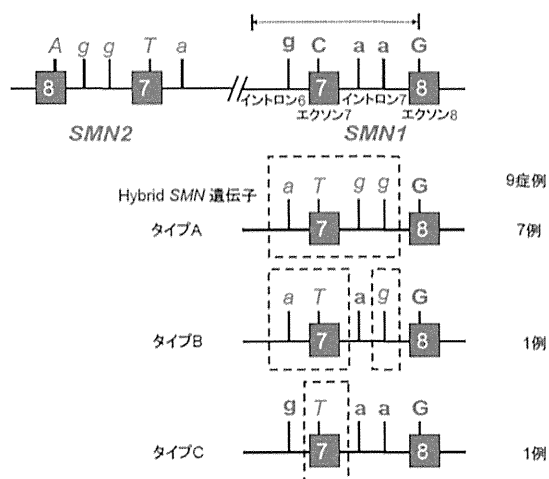 A g g T a g C a a G
8 7 7 8
イントロン6 イントロン7
エクソン7 エクソン8
SMN2 SMN1
Hybrid SMN 遺伝子 9症例
a T g g G
タイプA 7 8 7例
a T a g G
タイプB 7 8 1例
g T a a G
タイプC 7 8 1例